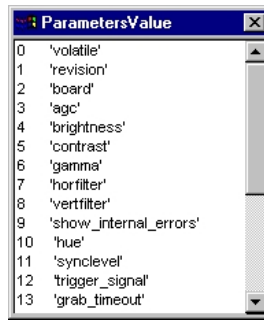 ParametersValue
0 'volatile'
1 'revision'
2 'board'
3 'agc'
4 'brightness'
5 'contrast'
6 'gamma'
7 'horfilter'
8 'vertfilter'
9 'show_internal_errors'
10 'hue'
11 'synclevel'
12 'trigger_signal'
13 'grab_timeout'